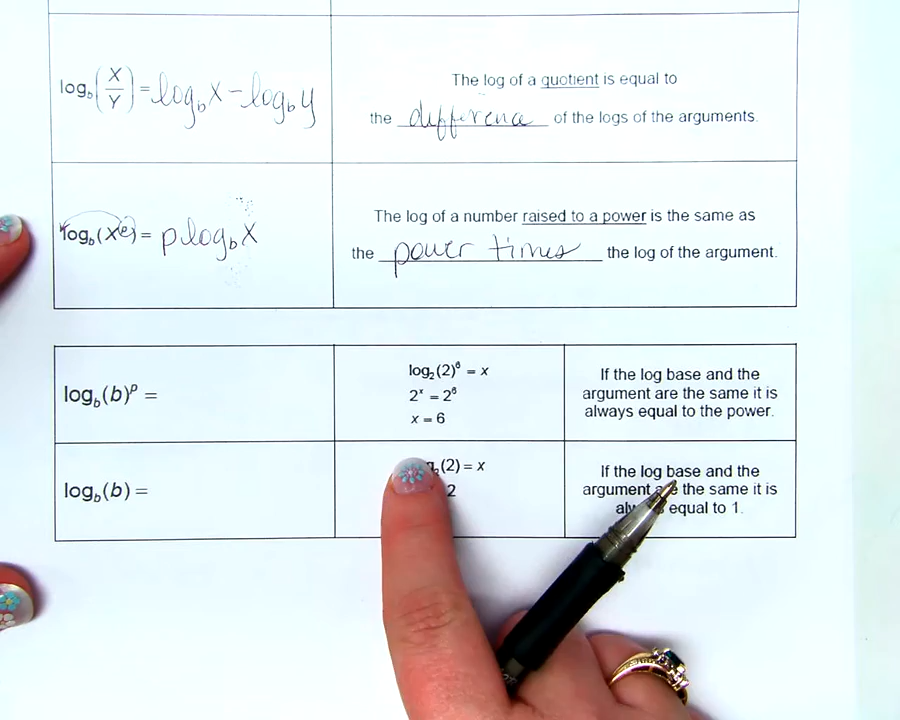 log_b(X/Y) = log_b X - log_b y
The log of a quotient is equal to
the difference of the logs of the arguments.
log_b(X^p) = p log_b X
The log of a number raised to a power is the same as
the power times the log of the argument.
log_b(b)^p =
log_2(2)^6 = x
2^x = 2^6
x = 6
If the log base and the
argument are the same it is
always equal to the power.
log_b(b) =
(2) = x
2
If the log base and the
argument the same it is
equal to 1.